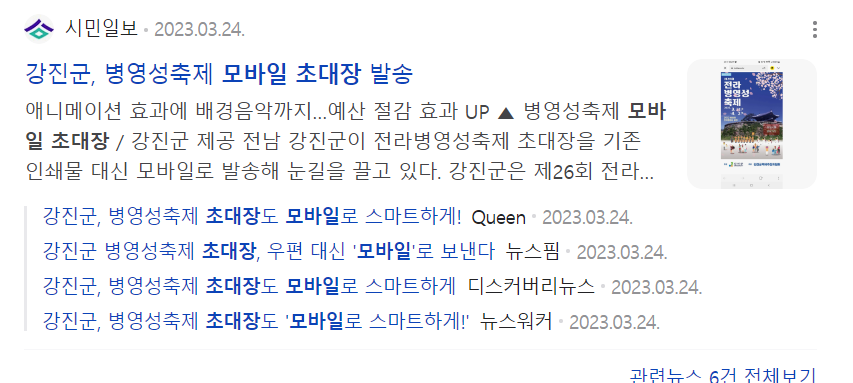 시민일보 · 2023.03.24.
강진군, 병영성축제 모바일 초대장 발송
애니메이션 효과에 배경음악까지...예산 절감 효과 UP ▲ 병영성축제 모바
일 초대장 / 강진군 제공 전남 강진군이 전라병영성축제 초대장을 기존
인쇄물 대신 모바일로 발송해 눈길을 끌고 있다. 강진군은 제26회 전라...
전라
병영성
축제
강진군, 병영성축제 초대장도 모바일로 스마트하게! Queen · 2023.03.24.
강진군 병영성축제 초대장, 우편 대신 '모바일'로 보낸다 뉴스핌 · 2023.03.24.
강진군, 병영성축제 초대장도 모바일로 스마트하게 디스커버리뉴스 · 2023.03.24.
강진군, 병영성축제 초대장도 '모바일로 스마트하게!' 뉴스워커 · 2023.03.24.
관련뉴스 6건 전체보기